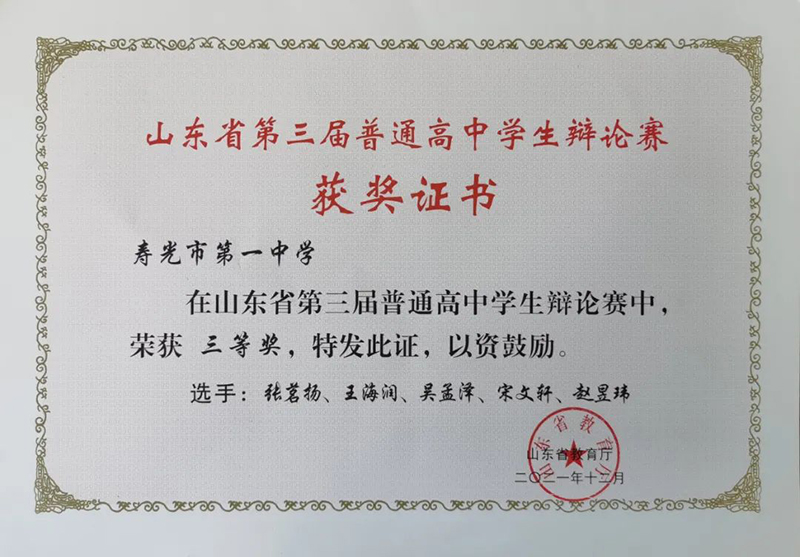 山东省第三届普通高中学生辩论赛
获奖证书
寿光市第一中学
在山东省第三届普通高中学生辩论赛中，
荣获 三等奖，特发此证，以资鼓励。
选手：张茗扬、王海润、吴孟泽、宋文轩、赵昱玮
山东省教育厅
山东省教育厅
二〇二一年十二月